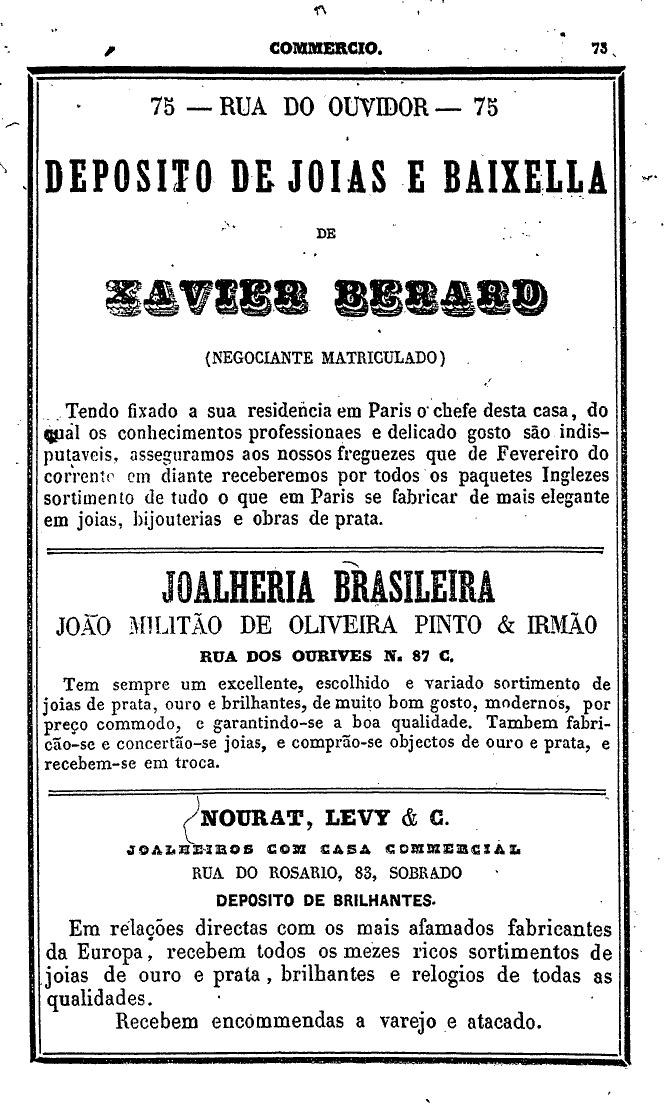 COMMERCIO. 73
75 — RUA DO OUVIDOR — 75
DEPOSITO DE JOIAS E BAIXELLA
DE
XAVIER BERARD
(NEGOCIANTE MATRICULADO)
Tendo fixado a sua residencia em Paris o chefe desta casa, do
qual os conhecimentos professionaes e delicado gosto são indis-
putaveis, asseguramos aos nossos freguezes que de Fevereiro do
corrente em diante receberemos por todos os paquetes Inglezes
sortimento de tudo o que em Paris se fabricar de mais elegante
em joias, bijouterias e obras de prata.
JOALHERIA BRASILEIRA
JOÃO MILITÃO DE OLIVEIRA PINTO & IRMÃO
RUA DOS OURIVES N. 87 C.
Tem sempre um excellente, escolhido e variado sortimento de
joias de prata, ouro e brilhantes, de muito bom gosto, modernos, por
preço commodo, e garantindo-se a boa qualidade. Tambem fabri-
cão-se e concertão-se joias, e comprão-se objectos de ouro e prata, e
recebem-se em troca.
NOURAT, LEVY & C.
JOALHEIROS COM CASA COMMERCIAL
RUA DO ROSARIO, 83, SOBRADO
DEPOSITO DE BRILHANTES.
Em relações directas com os mais afamados fabricantes
da Europa, recebem todos os mezes ricos sortimentos de
joias de ouro e prata, brilhantes e relogios de todas as
qualidades.
Recebem encommendas a varejo e atacado.